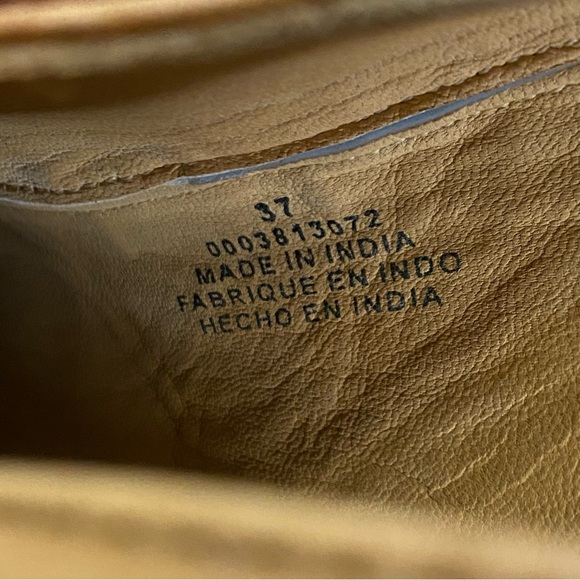 37
0003813072
MADE IN INDIA
FABRIQUE EN INDO
HECHO EN INDIA